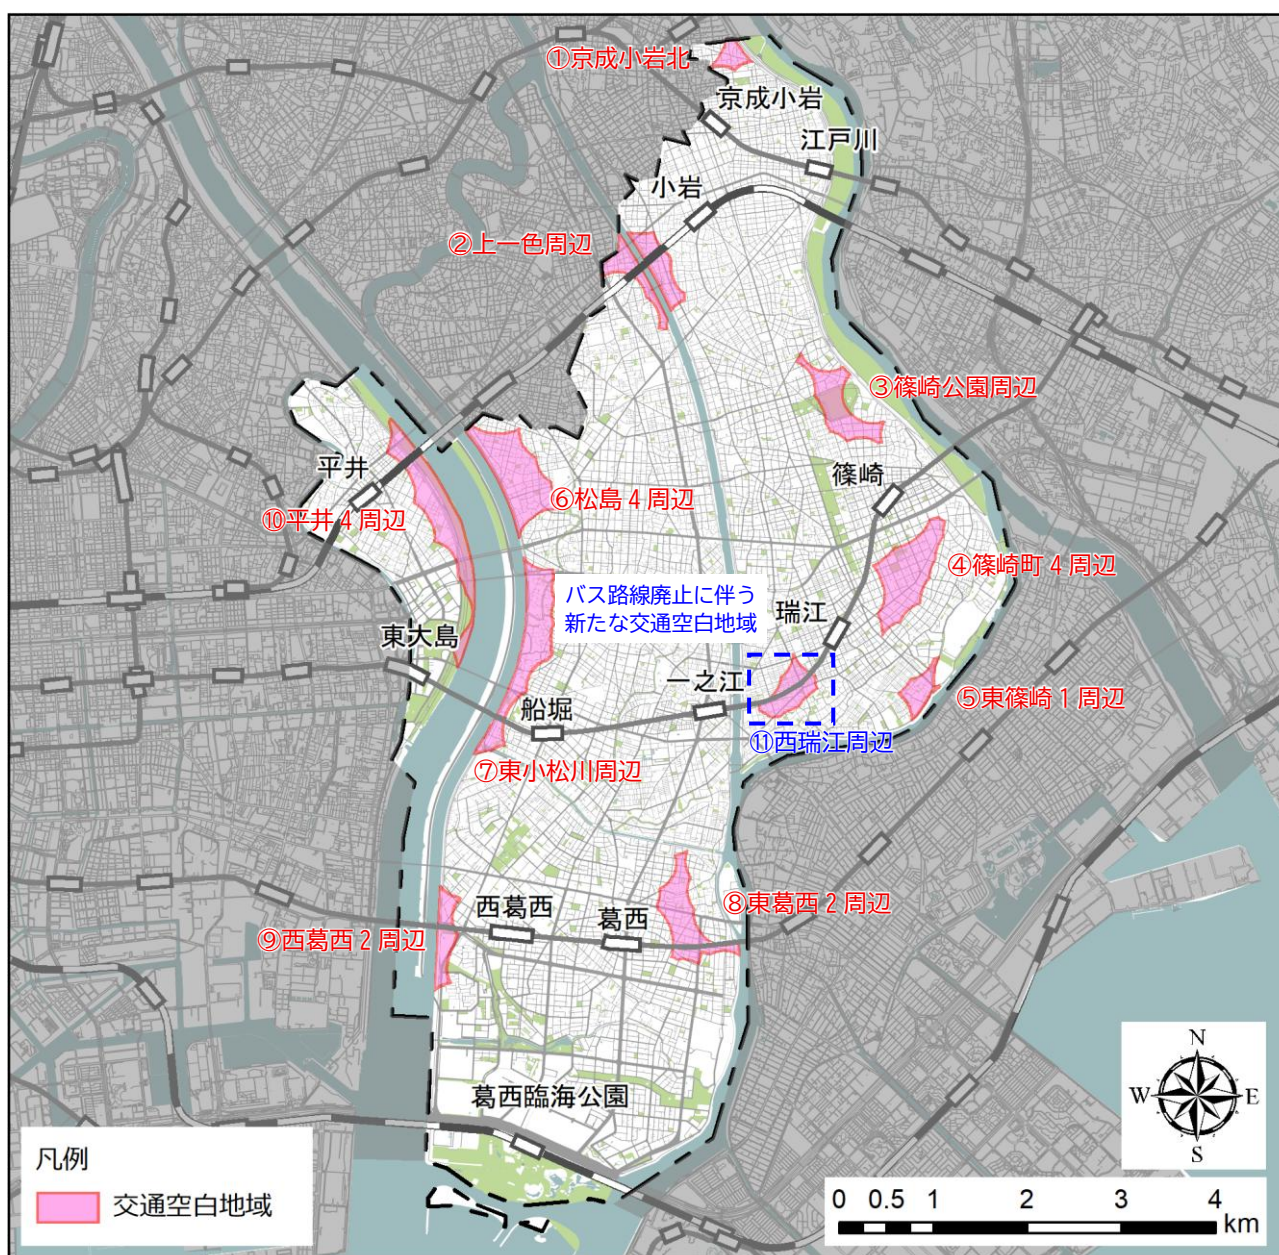 ①京成小岩北
京成小岩
江戸川
小岩
②上一色周辺
③篠崎公園周辺
平井
篠崎
⑥松島4周辺
⑩平井4周辺
④篠崎町4周辺
バス路線廃止に伴う
新たな交通空白地域
瑞江
東大島
一之江
⑤東篠崎1周辺
船堀
⑪西瑞江周辺
⑦東小松川周辺
西葛西
葛西
⑧東葛西2周辺
⑨西葛西2周辺
葛西臨海公園
N
W
E
S
凡例
交通空白地域
0 0.5 1 2 3 4
km